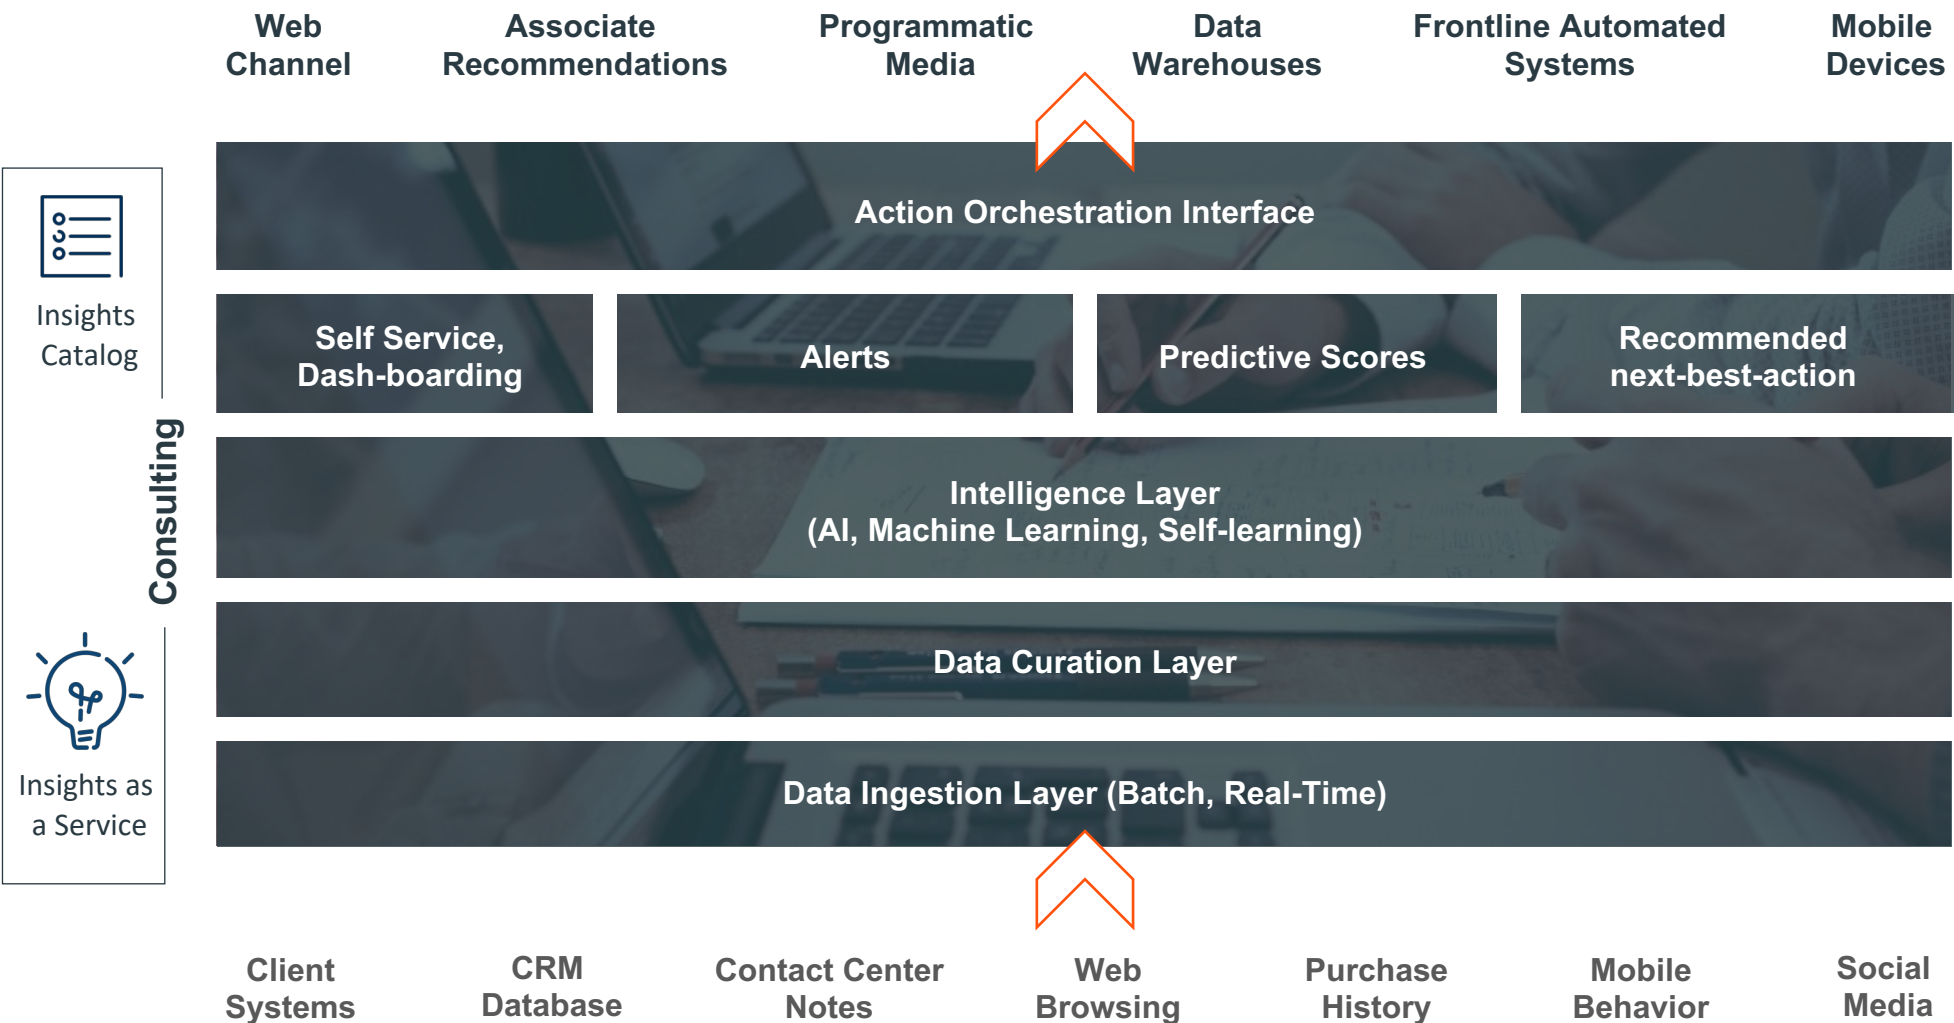 Web
Channel
Associate
Recommendations
Programmatic
Media
Data
Warehouses
Frontline Automated
Systems
Mobile
Devices
Action Orchestration Interface
Insights
Catalog
Self Service,
Dash-boarding
Alerts
Predictive Scores
Recommended
next-best-action
Consulting
Intelligence Layer
(AI, Machine Learning, Self-learning)
Data Curation Layer
Insights as
a Service
Data Ingestion Layer (Batch, Real-Time)
Client
Systems
CRM
Database
Contact Center
Notes
Web
Browsing
Purchase
History
Mobile
Behavior
Social
Media